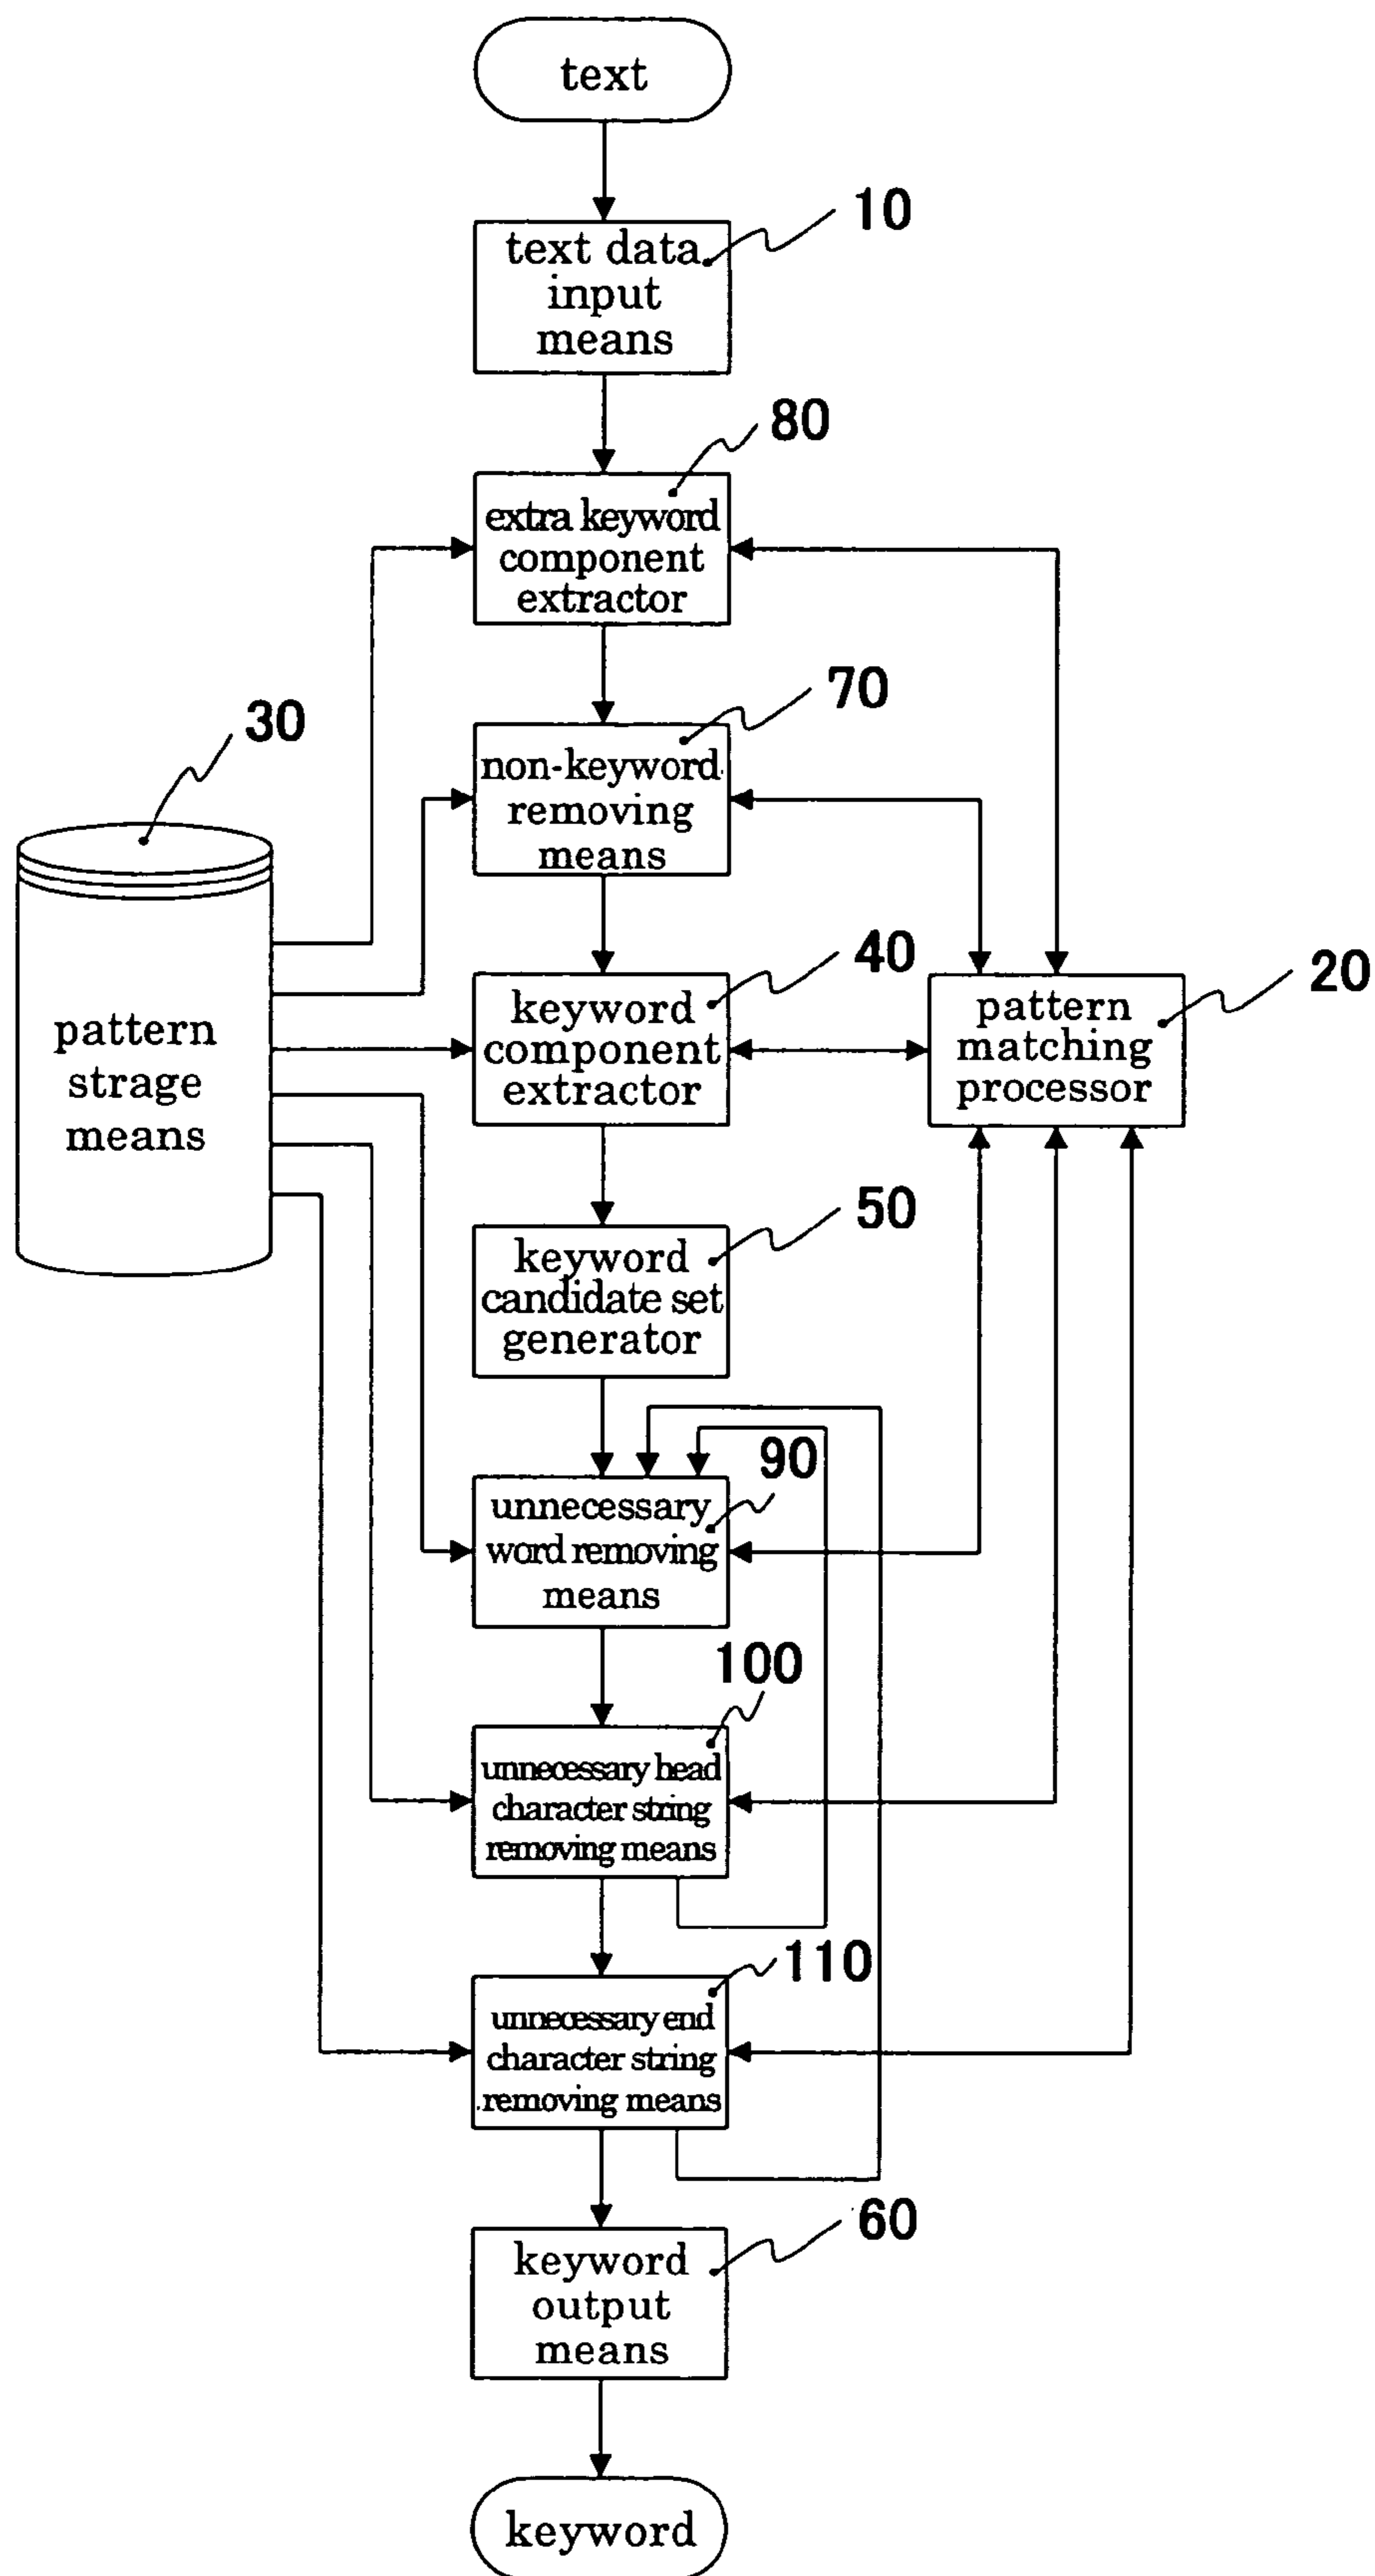 text
10
text data
input
means
80
extra keyword
component
extractor
70
non-keyword
removing
means
30
pattern
strage
means
40
keyword
component
extractor
20
pattern
matching
processor
50
keyword
candidate set
generator
90
unnecessary
word removing
means
100
unnecessary head
character string
removing means
110
unnecessary end
character string
removing means
60
keyword
output
means
keyword